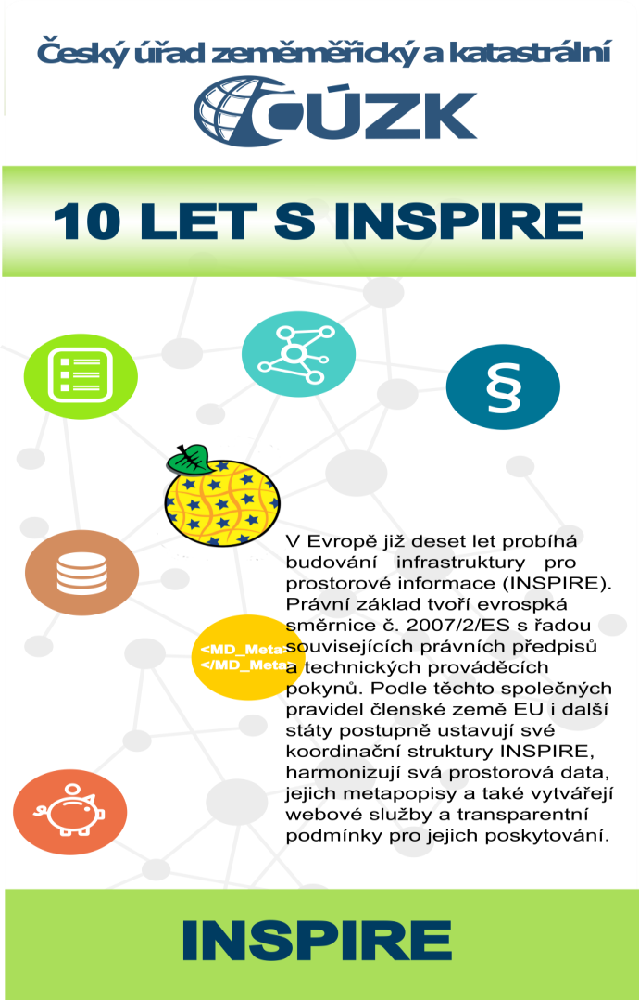 Český úřad zeměměřický a katastrální
ČÚZK
10 LET S INSPIRE
§
V Evropě již deset let probíhá
budování infrastruktury pro
prostorové informace (INSPIRE).
Právní základ tvoří evrospká
směrnice č. 2007/2/ES s řadou
souvisejících právních předpisů
a technických prováděcích
pokynů. Podle těchto společných
pravidel členské země EU i další
státy postupně ustavují své
koordinační struktury INSPIRE,
harmonizují svá prostorová data,
jejich metapopisy a také vytvářejí
webové služby a transparentní
podmínky pro jejich poskytování.
<MD_Meta>
</MD_Meta>
INSPIRE